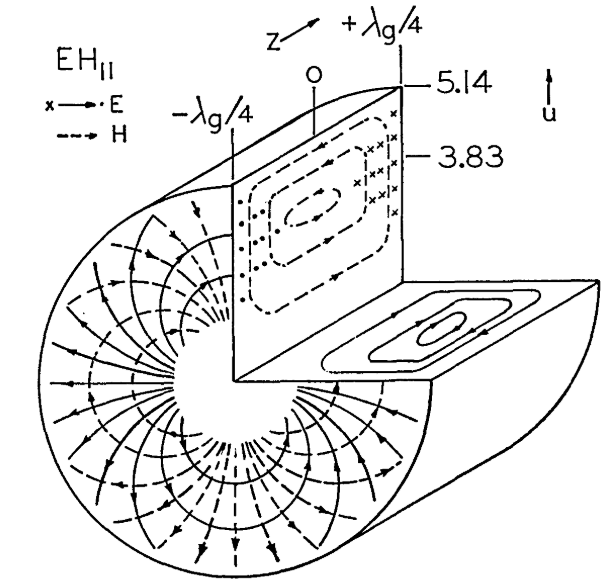 Z + λg/4
EH11
O 5.14
x → · E
- λg/4 u
--→ H
3.83